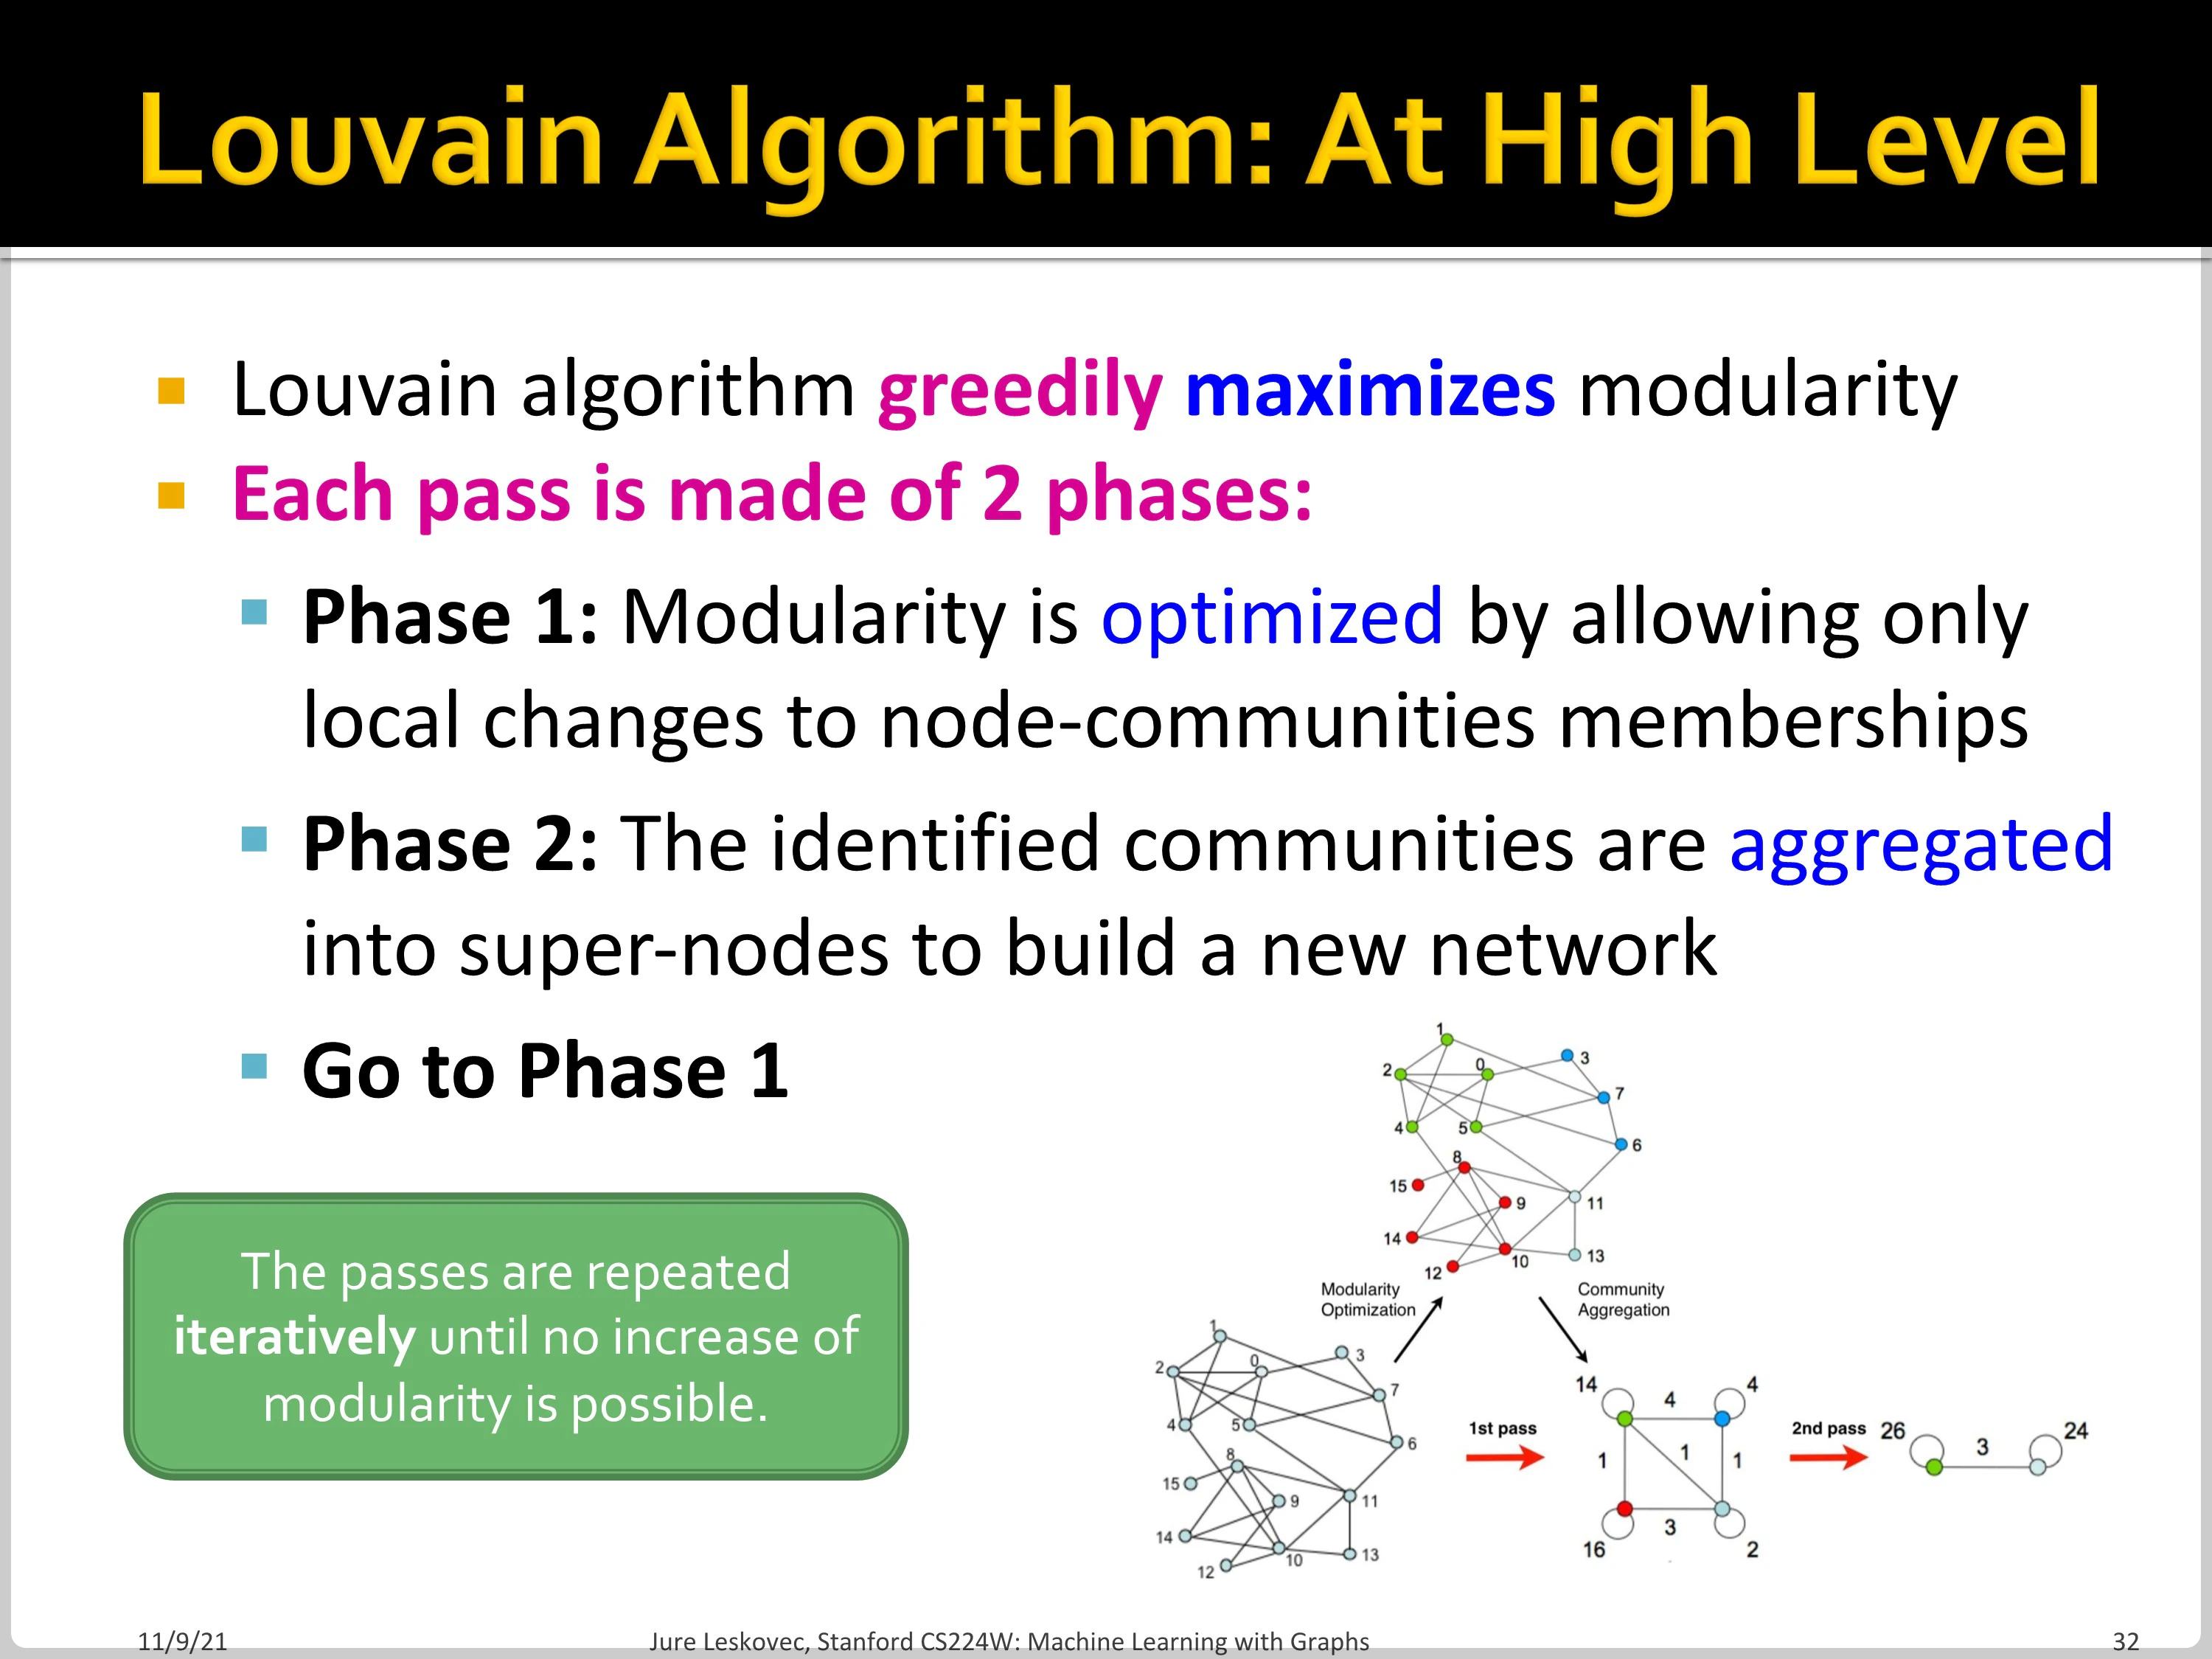 Louvain Algorithm: At High Level
Louvain algorithm greedily maximizes modularity
Each pass is made of 2 phases:
Phase 1: Modularity is optimized by allowing only
local changes to node-communities memberships
Phase 2: The identified communities are aggregated
into super-nodes to build a new network
Go to Phase 1
The passes are repeated
iteratively until no increase of
modularity is possible.
1
3
2
0
7
4
5
6
8
15
9
11
14
10
13
12
Modularity
Optimization
Community
Aggregation
1
3
2
0
7
4
5
6
8
15
9
11
14
10
13
12
1st pass
14
4
4
1
1
1
3
16
2
2nd pass
26
3
24
11/9/21
Jure Leskovec, Stanford CS224W: Machine Learning with Graphs
32